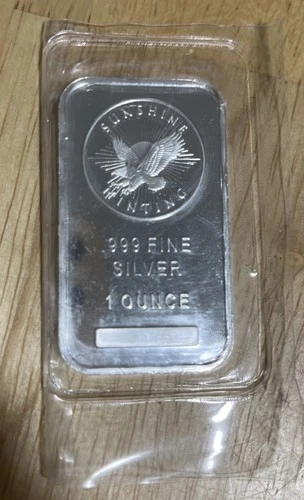 SUNSHINE
MINTING
.999 FINE
SILVER
1 OUNCE